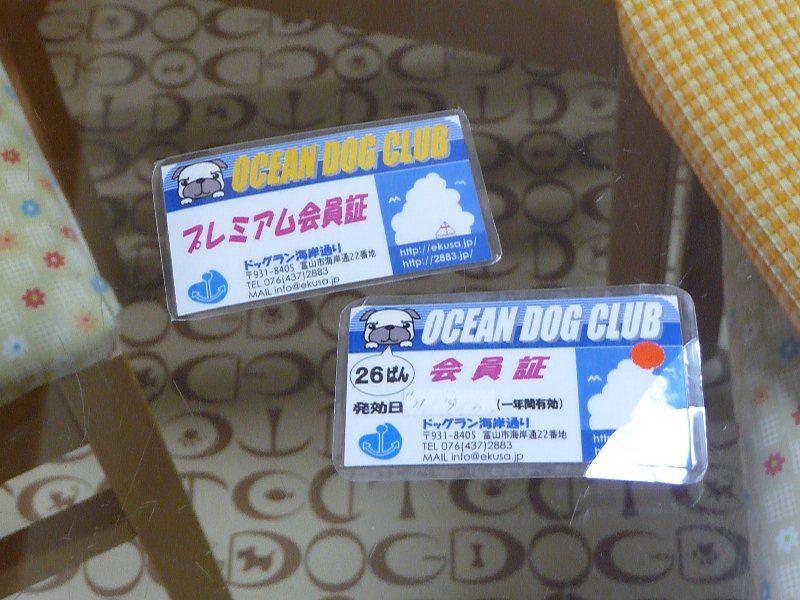 OCEAN DOG CLUB
プレミアム会員証
ドッグラン海岸通り
〒931-8405 富山市海岸通22番地
TEL 076(437)2883
MAIL info@ekusa.jp
http://ekusa.jp/
http://2883.jp/
OCEAN DOG CLUB
26ばん
会員証
発効日
(一年間有効)
ドッグラン海岸通り
〒931-8405 富山市海岸通22番地
TEL 076(437)2883
MAIL info@ekusa.jp
DOG